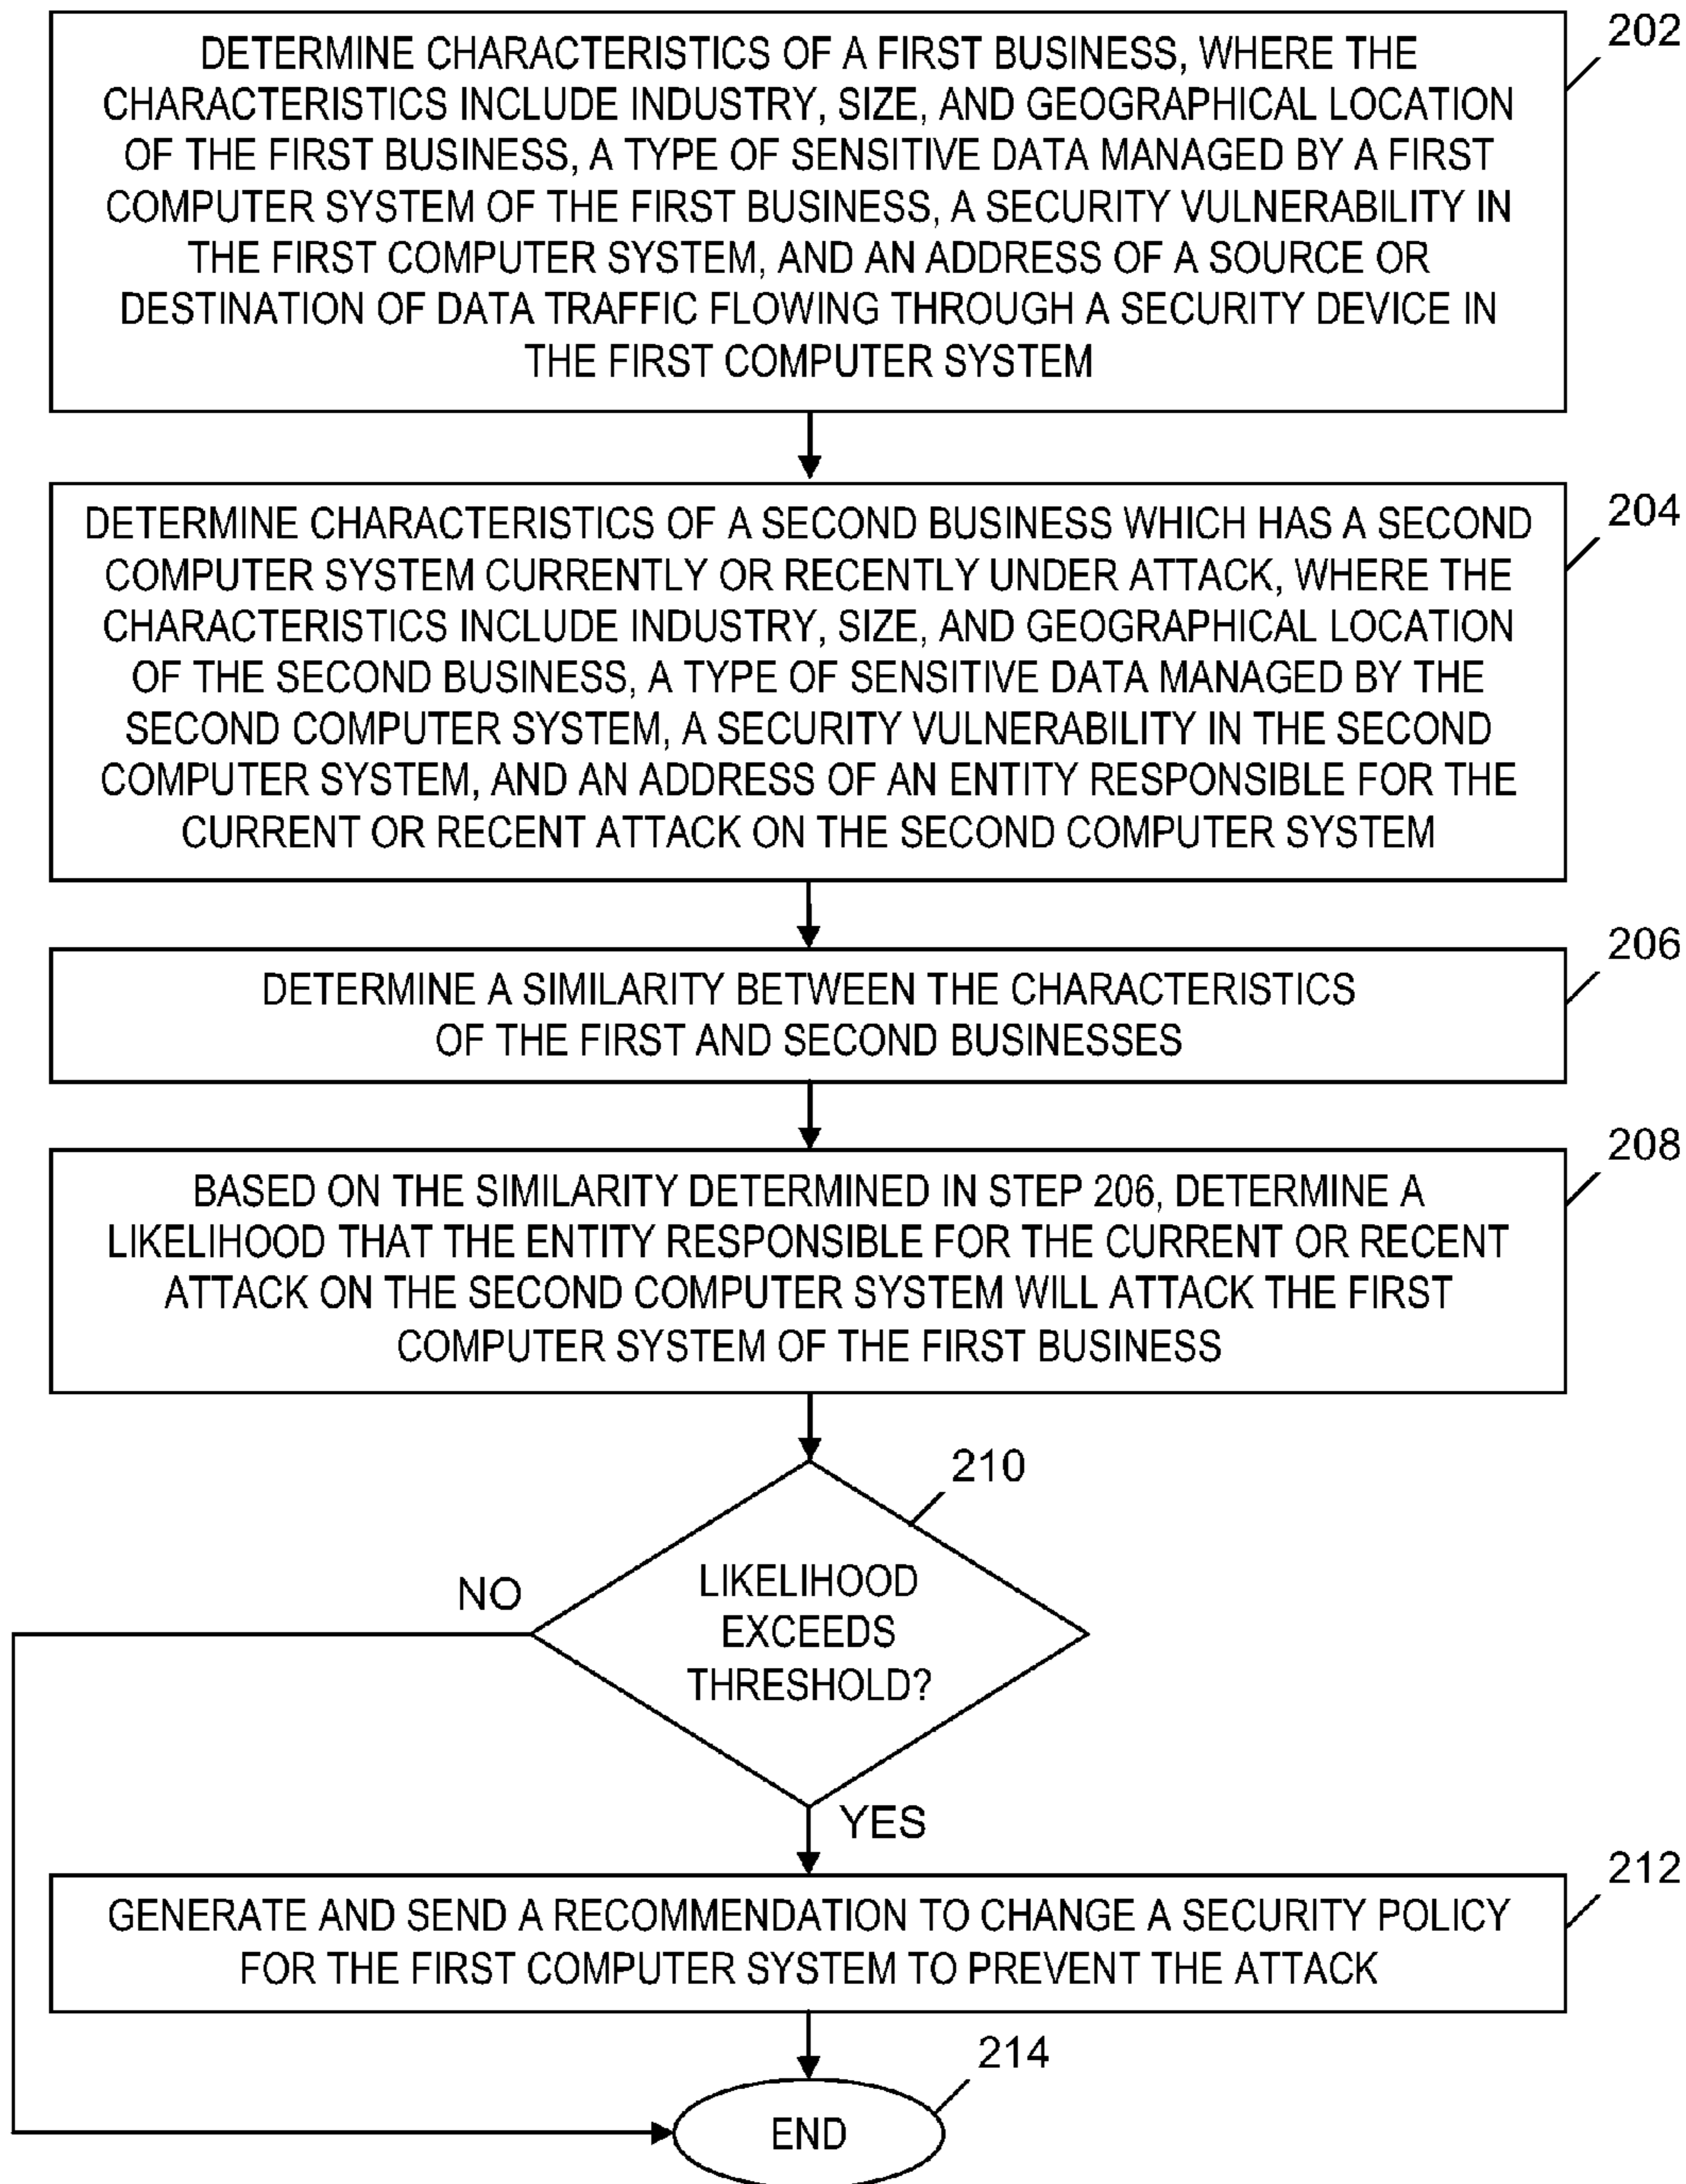 202
DETERMINE CHARACTERISTICS OF A FIRST BUSINESS, WHERE THE
CHARACTERISTICS INCLUDE INDUSTRY, SIZE, AND GEOGRAPHICAL LOCATION
OF THE FIRST BUSINESS, A TYPE OF SENSITIVE DATA MANAGED BY A FIRST
COMPUTER SYSTEM OF THE FIRST BUSINESS, A SECURITY VULNERABILITY IN
THE FIRST COMPUTER SYSTEM, AND AN ADDRESS OF A SOURCE OR
DESTINATION OF DATA TRAFFIC FLOWING THROUGH A SECURITY DEVICE IN
THE FIRST COMPUTER SYSTEM
204
DETERMINE CHARACTERISTICS OF A SECOND BUSINESS WHICH HAS A SECOND
COMPUTER SYSTEM CURRENTLY OR RECENTLY UNDER ATTACK, WHERE THE
CHARACTERISTICS INCLUDE INDUSTRY, SIZE, AND GEOGRAPHICAL LOCATION
OF THE SECOND BUSINESS, A TYPE OF SENSITIVE DATA MANAGED BY THE
SECOND COMPUTER SYSTEM, A SECURITY VULNERABILITY IN THE SECOND
COMPUTER SYSTEM, AND AN ADDRESS OF AN ENTITY RESPONSIBLE FOR THE
CURRENT OR RECENT ATTACK ON THE SECOND COMPUTER SYSTEM
206
DETERMINE A SIMILARITY BETWEEN THE CHARACTERISTICS
OF THE FIRST AND SECOND BUSINESSES
208
BASED ON THE SIMILARITY DETERMINED IN STEP 206, DETERMINE A
LIKELIHOOD THAT THE ENTITY RESPONSIBLE FOR THE CURRENT OR RECENT
ATTACK ON THE SECOND COMPUTER SYSTEM WILL ATTACK THE FIRST
COMPUTER SYSTEM OF THE FIRST BUSINESS
210
LIKELIHOOD
EXCEEDS
THRESHOLD?
NO
YES
212
GENERATE AND SEND A RECOMMENDATION TO CHANGE A SECURITY POLICY
FOR THE FIRST COMPUTER SYSTEM TO PREVENT THE ATTACK
214
END